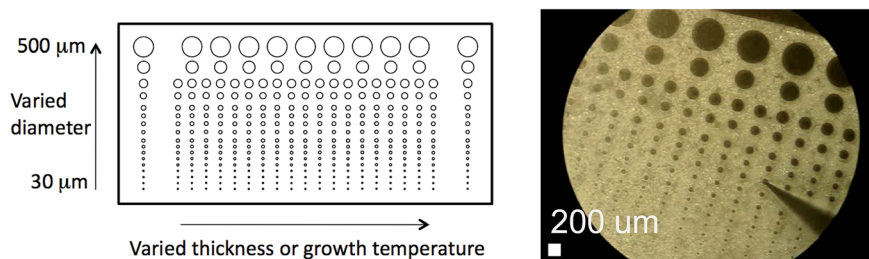 500 μm
Varied
diameter
30 μm
Varied thickness or growth temperature
200 um